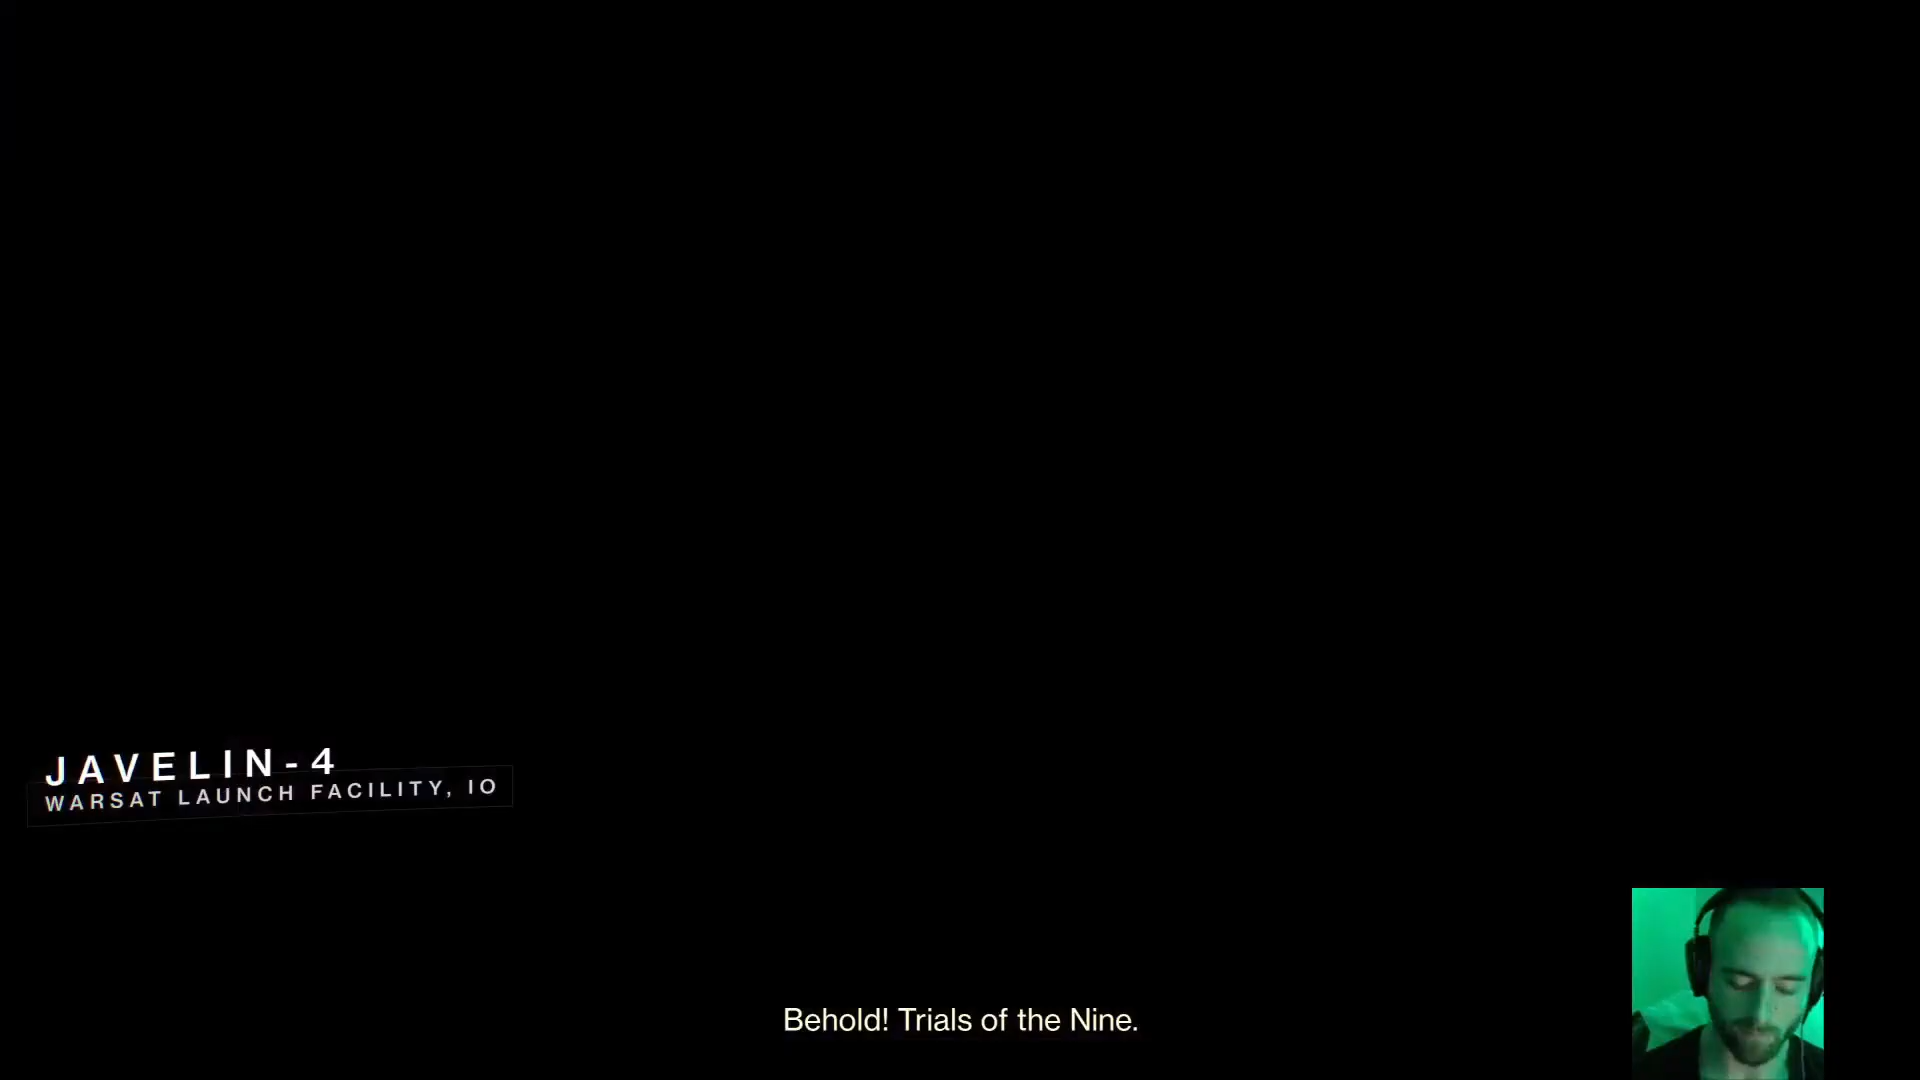 JAVELIN-4
WARSAT LAUNCH FACILITY, IO
Behold! Trials of the Nine.